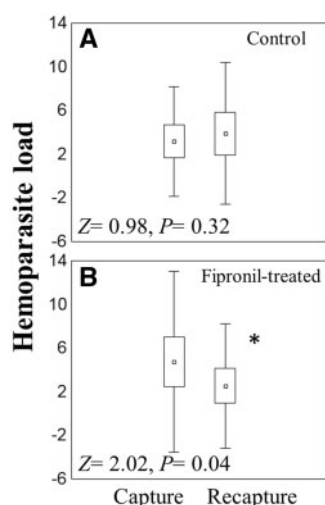 Hemoparasite load
A
Control
14
10
6
2
-2
-6
Z= 0.98, P= 0.32
B
Fipronil-treated
14
10
6
2
-2
-6
*
Z= 2.02, P= 0.04
Capture Recapture